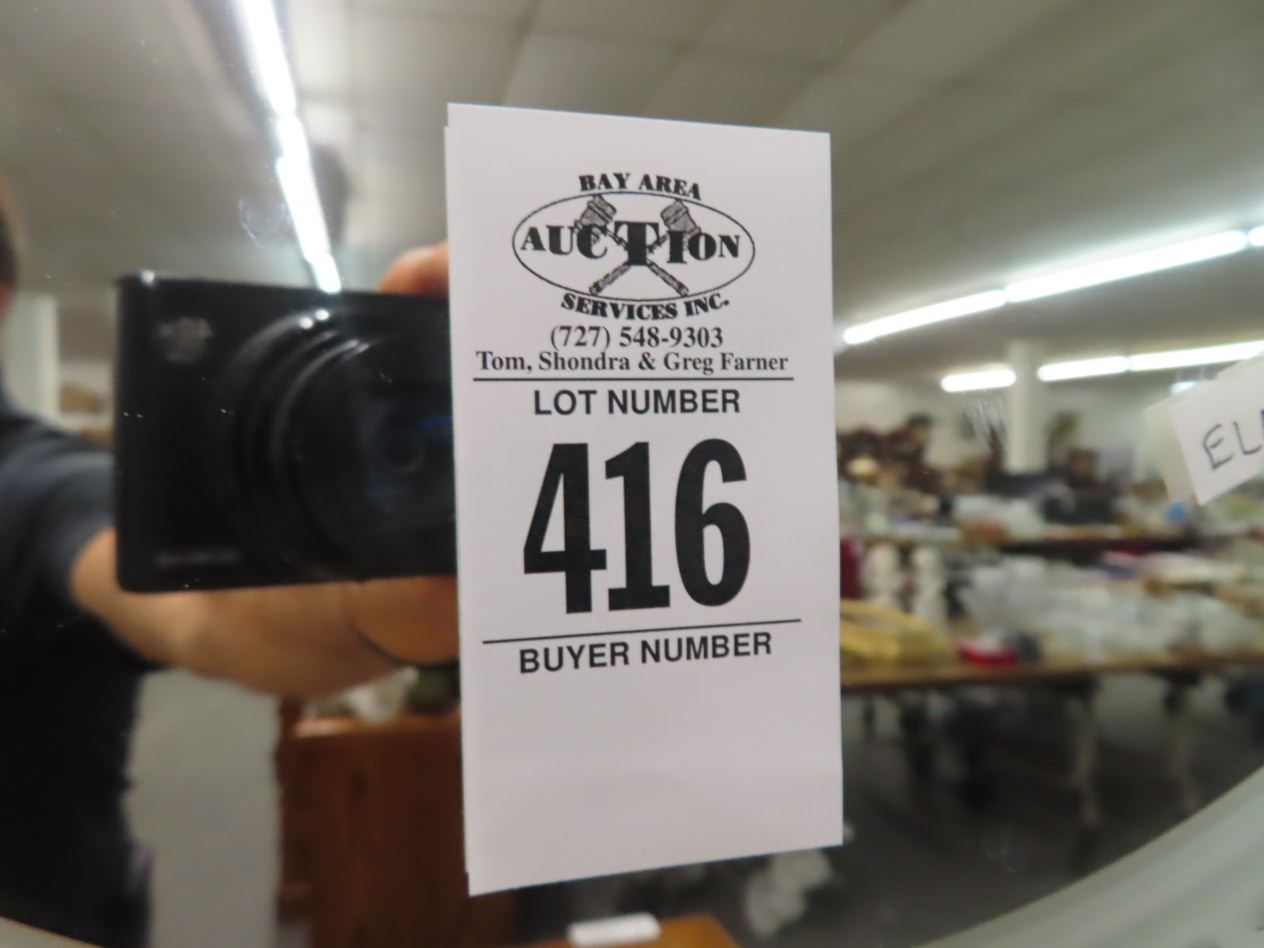 BAY AREA
AUCTION
SERVICES INC.
(727) 548-9303
Tom, Shondra & Greg Farner
LOT NUMBER
416
BUYER NUMBER